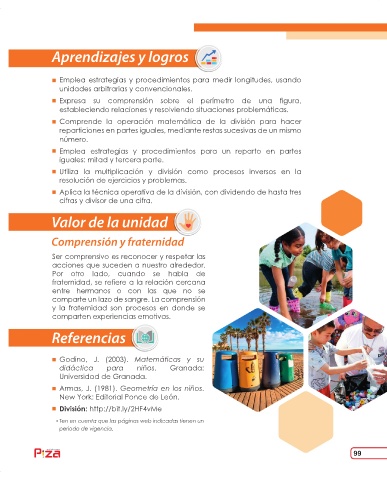 Aprendizajes y logros
Emplea estrategias y procedimientos para medir longitudes, usando
unidades arbitrarias y convencionales.
Expresa su comprensión sobre el perímetro de una figura,
estableciendo relaciones y resolviendo situaciones problemáticas.
Comprende la operación matemática de la división para hacer
reparticiones en partes iguales, mediante restas sucesivas de un mismo
número.
Emplea estrategias y procedimientos para un reparto en partes
iguales: mitad y tercera parte.
Utiliza la multiplicación y división como procesos inversos en la
resolución de ejercicios y problemas.
Aplica la técnica operativa de la división, con dividendo de hasta tres
cifras y divisor de una cifra.
Valor de la unidad
Comprensión y fraternidad
Ser comprensivo es reconocer y respetar las
acciones que suceden a nuestro alrededor.
Por otro lado, cuando se habla de
fraternidad, se refiere a la relación cercana
entre hermanos o con las que no se
comparte un lazo de sangre. La comprensión
y la fraternidad son procesos en donde se
comparten experiencias emotivas.
Referencias
Godino, J. (2003). Matemáticas y su
didáctica para niños. Granada:
Universidad de Granada.
Armas, J. (1981). Geometría en los niños.
New York: Editorial Ponce de León.
División: http://bit.ly/2HF4vMe
• Ten en cuenta que las páginas web indicadas tienen un
periodo de vigencia.
Piza
99